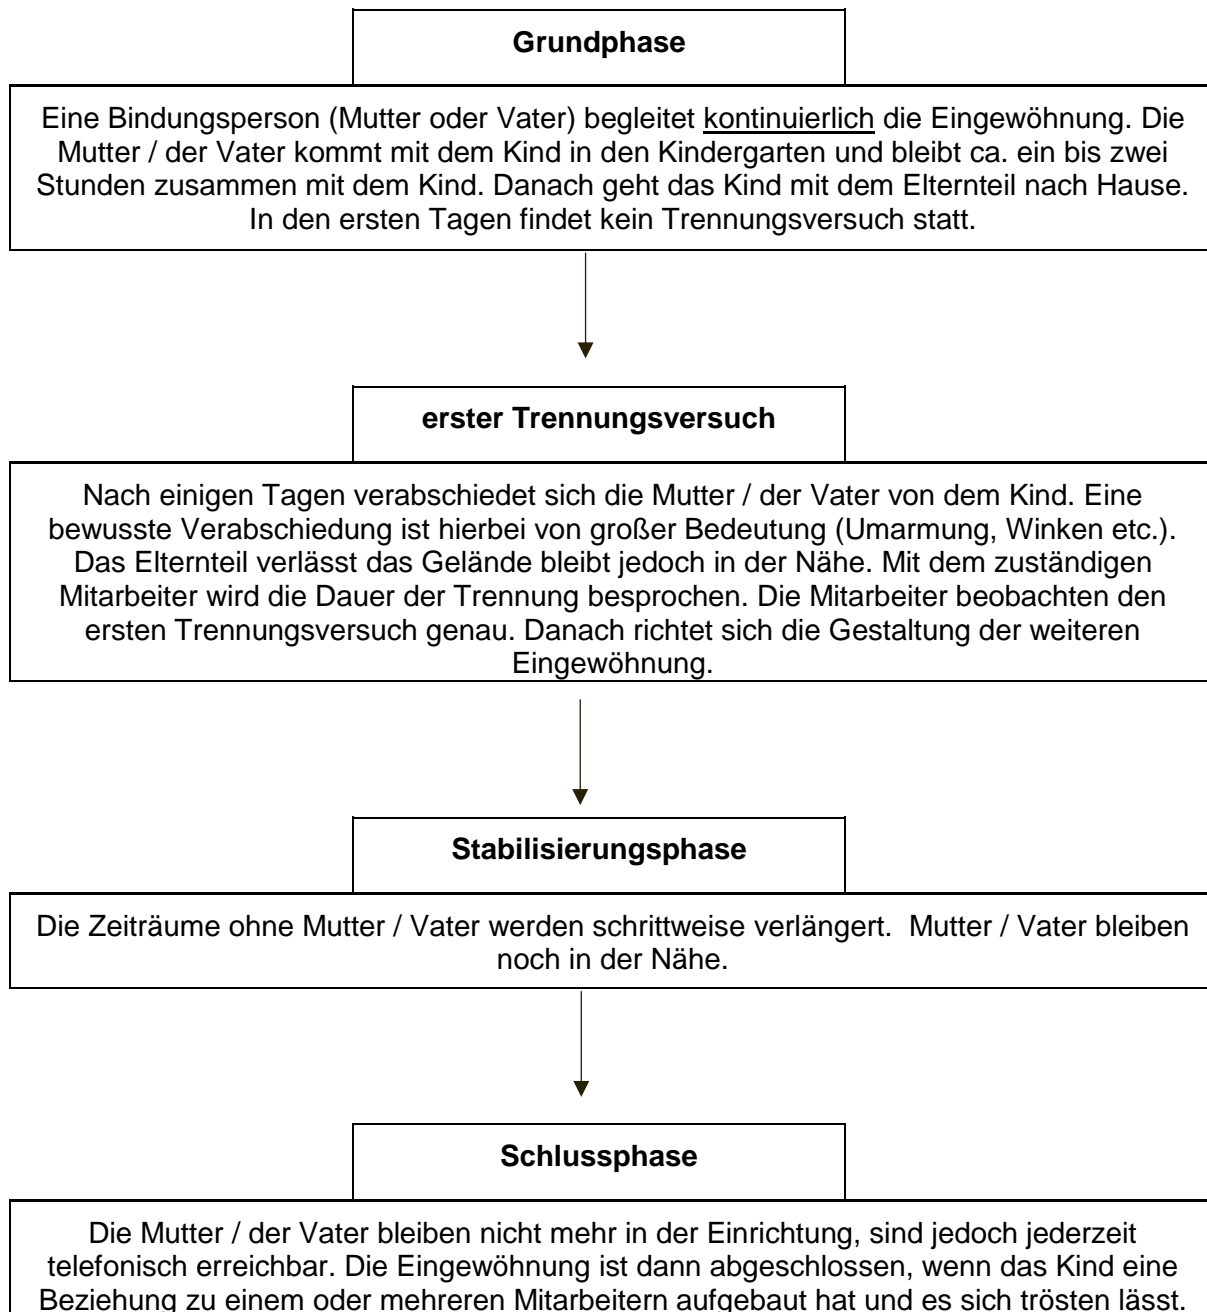 Grundphase
Eine Bindungsperson (Mutter oder Vater) begleitet kontinuierlich die Eingewöhnung. Die
Mutter / der Vater kommt mit dem Kind in den Kindergarten und bleibt ca. ein bis zwei
Stunden zusammen mit dem Kind. Danach geht das Kind mit dem Elternteil nach Hause.
In den ersten Tagen findet kein Trennungsversuch statt.
erster Trennungsversuch
Nach einigen Tagen verabschiedet sich die Mutter / der Vater von dem Kind. Eine
bewusste Verabschiedung ist hierbei von großer Bedeutung (Umarmung, Winken etc.).
Das Elternteil verlässt das Gelände bleibt jedoch in der Nähe. Mit dem zuständigen
Mitarbeiter wird die Dauer der Trennung besprochen. Die Mitarbeiter beobachten den
ersten Trennungsversuch genau. Danach richtet sich die Gestaltung der weiteren
Eingewöhnung.
Stabilisierungsphase
Die Zeiträume ohne Mutter / Vater werden schrittweise verlängert.  Mutter / Vater bleiben
noch in der Nähe.
Schlussphase
Die Mutter / der Vater bleiben nicht mehr in der Einrichtung, sind jedoch jederzeit
telefonisch erreichbar. Die Eingewöhnung ist dann abgeschlossen, wenn das Kind eine
Beziehung zu einem oder mehreren Mitarbeitern aufgebaut hat und es sich trösten lässt.